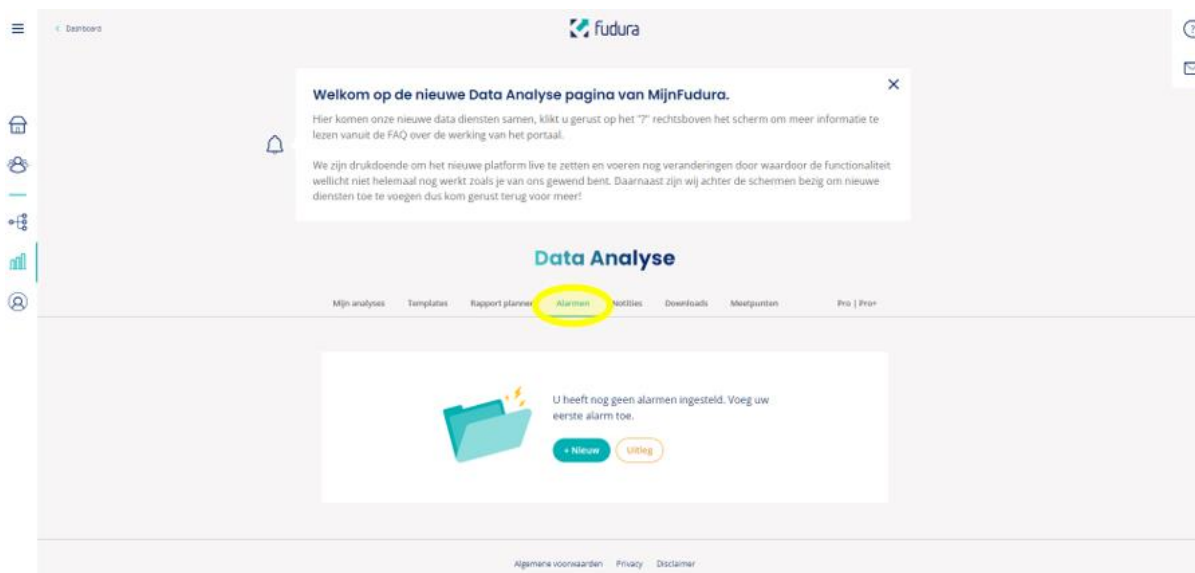 Dashboard
fudura
?
Welkom op de nieuwe Data Analyse pagina van MijnFudura.
Hier komen onze nieuwe data diensten samen, klikt u gerust op het "?" rechtsboven het scherm om meer informatie te
lezen vanuit de FAQ over de werking van het portaal.
We zijn drukdoende om het nieuwe platform live te zetten en voeren nog veranderingen door waardoor de functionaliteit
wellicht niet helemaal nog werkt zoals je van ons gewend bent. Daarnaast zijn wij achter de schermen bezig om nieuwe
diensten toe te voegen dus kom gerust terug voor meer!
Data Analyse
Mijn analyses Templates Rapport planner Alarmen Notities Downloads Meetpunten Pro | Pro+
U heeft nog geen alarmen ingesteld. Voeg uw
eerste alarm toe.
+ Nieuw Uitleg
Algemene voorwaarden Privacy Disclaimer